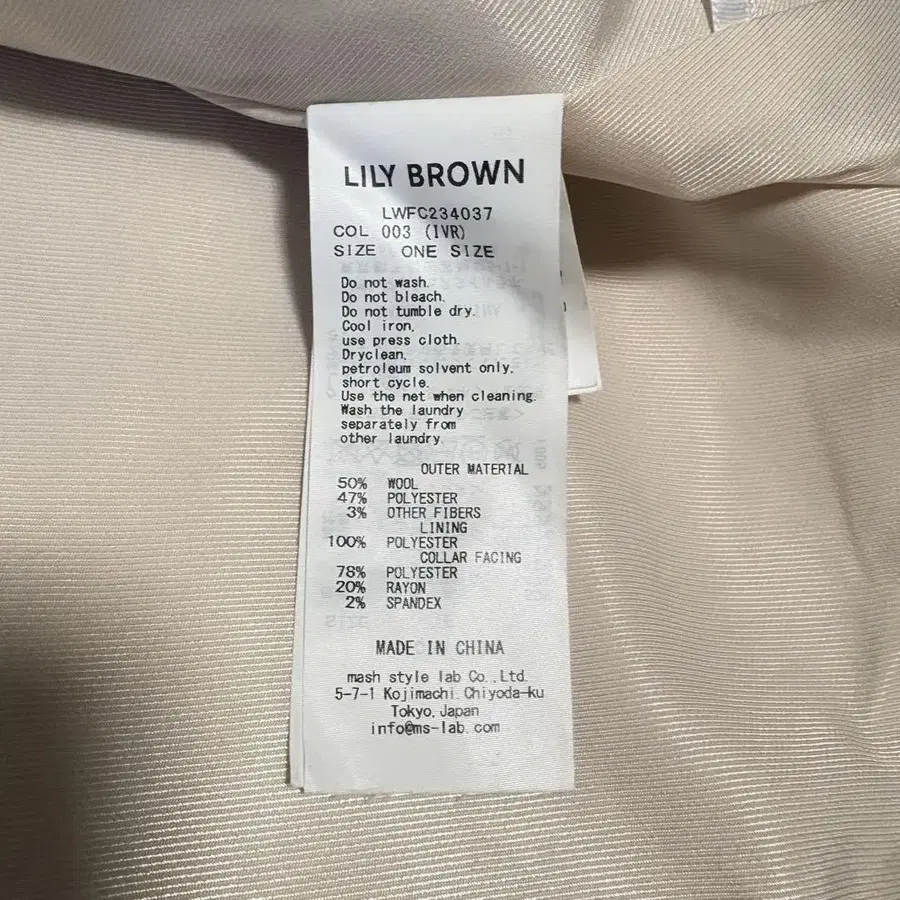 LILY BROWN
LWFC234037
COL 003 (IVR)
SIZE ONE SIZE
Do not wash.
Do not bleach.
Do not tumble dry.
Cool iron,
use press cloth.
Dryclean,
petroleum solvent only,
short cycle.
Use the net when cleaning.
Wash the laundry
separately from
other laundry.
OUTER MATERIAL
50% WOOL
47% POLYESTER
3% OTHER FIBERS
LINING
100% POLYESTER
COLLAR FACING
78% POLYESTER
20% RAYON
2% SPANDEX
MADE IN CHINA
mash style lab Co.,Ltd.
5-7-1 Kojimachi,Chiyoda-ku
Tokyo,Japan
info@ms-lab.com